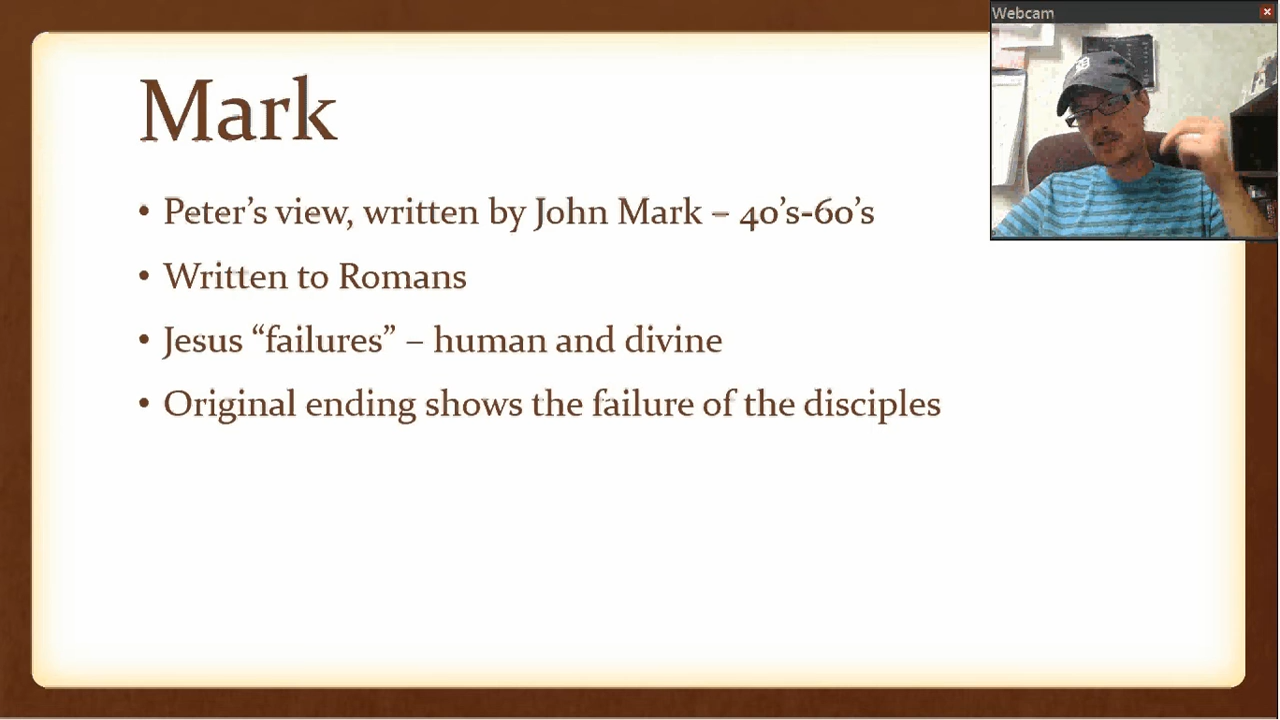 Webcam
Mark
• Peter’s view, written by John Mark – 40’s-60’s
• Written to Romans
• Jesus “failures” – human and divine
• Original ending shows the failure of the disciples